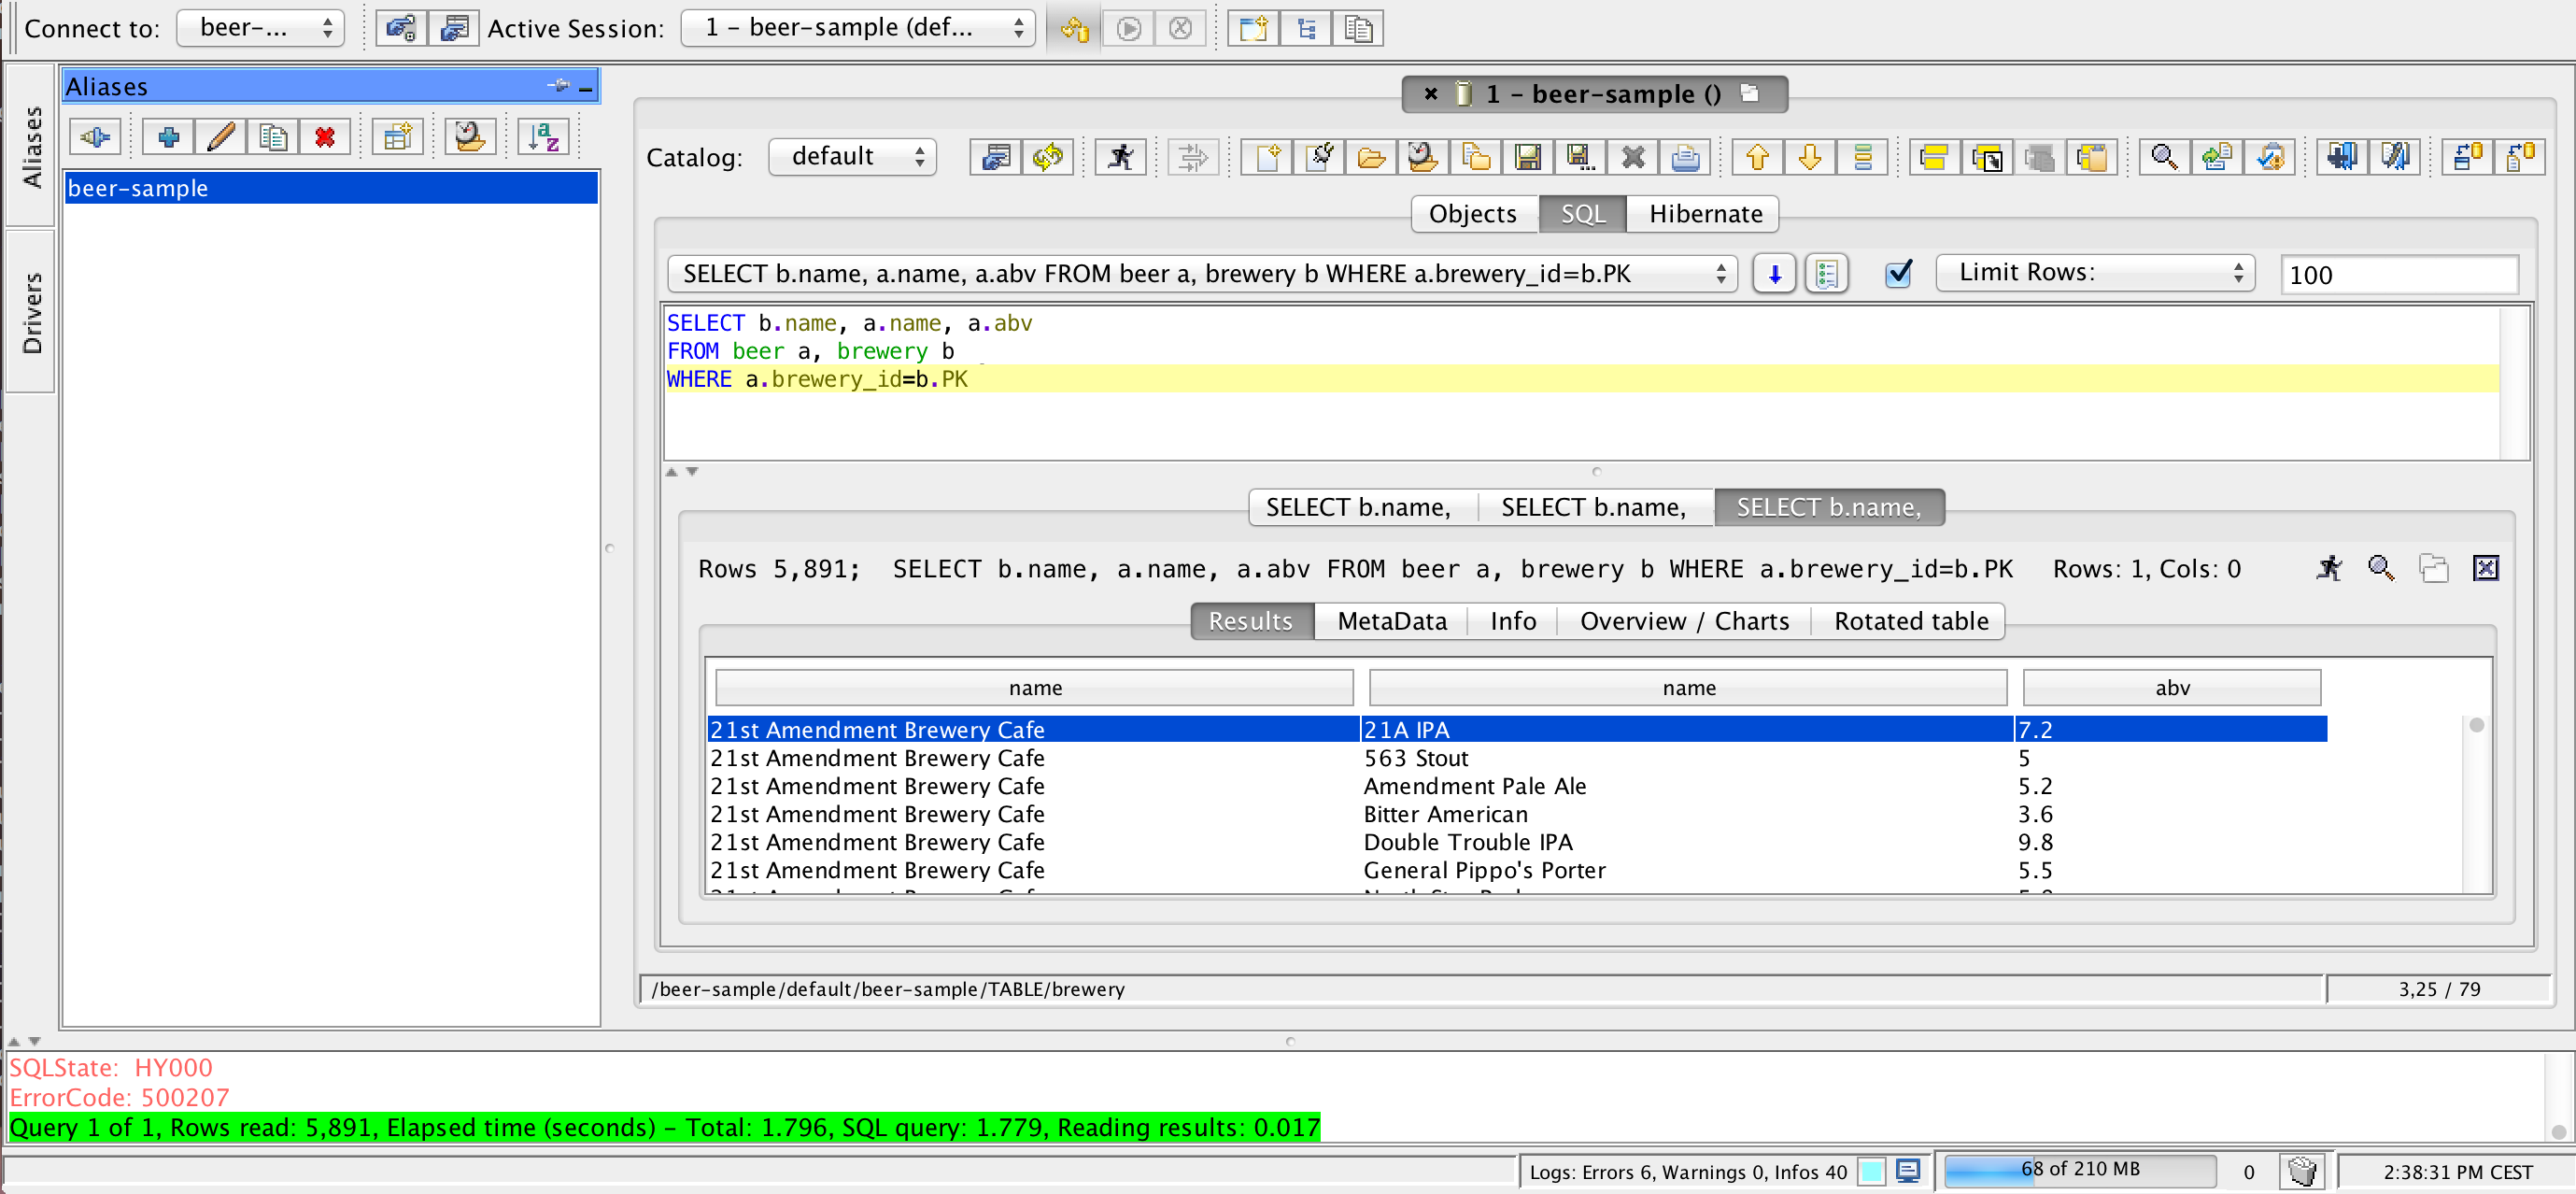 Connect to: beer-... Active Session: 1 – beer-sample (def...
Aliases
Drivers
Aliases
beer-sample
1 – beer-sample ()
Catalog: default
Objects SQL Hibernate
SELECT b.name, a.name, a.abv FROM beer a, brewery b WHERE a.brewery_id=b.PK Limit Rows: 100
SELECT b.name, a.name, a.abv
FROM beer a, brewery b
WHERE a.brewery_id=b.PK
SELECT b.name, SELECT b.name, SELECT b.name,
Rows 5,891; SELECT b.name, a.name, a.abv FROM beer a, brewery b WHERE a.brewery_id=b.PK Rows: 1, Cols: 0
Results MetaData Info Overview / Charts Rotated table
name name abv
21st Amendment Brewery Cafe 21A IPA 7.2
21st Amendment Brewery Cafe 563 Stout 5
21st Amendment Brewery Cafe Amendment Pale Ale 5.2
21st Amendment Brewery Cafe Bitter American 3.6
21st Amendment Brewery Cafe Double Trouble IPA 9.8
21st Amendment Brewery Cafe General Pippo's Porter 5.5
/beer-sample/default/beer-sample/TABLE/brewery 3,25 / 79
SQLState: HY000
ErrorCode: 500207
Query 1 of 1, Rows read: 5,891, Elapsed time (seconds) – Total: 1.796, SQL query: 1.779, Reading results: 0.017
Logs: Errors 6, Warnings 0, Infos 40 68 of 210 MB 0 2:38:31 PM CEST